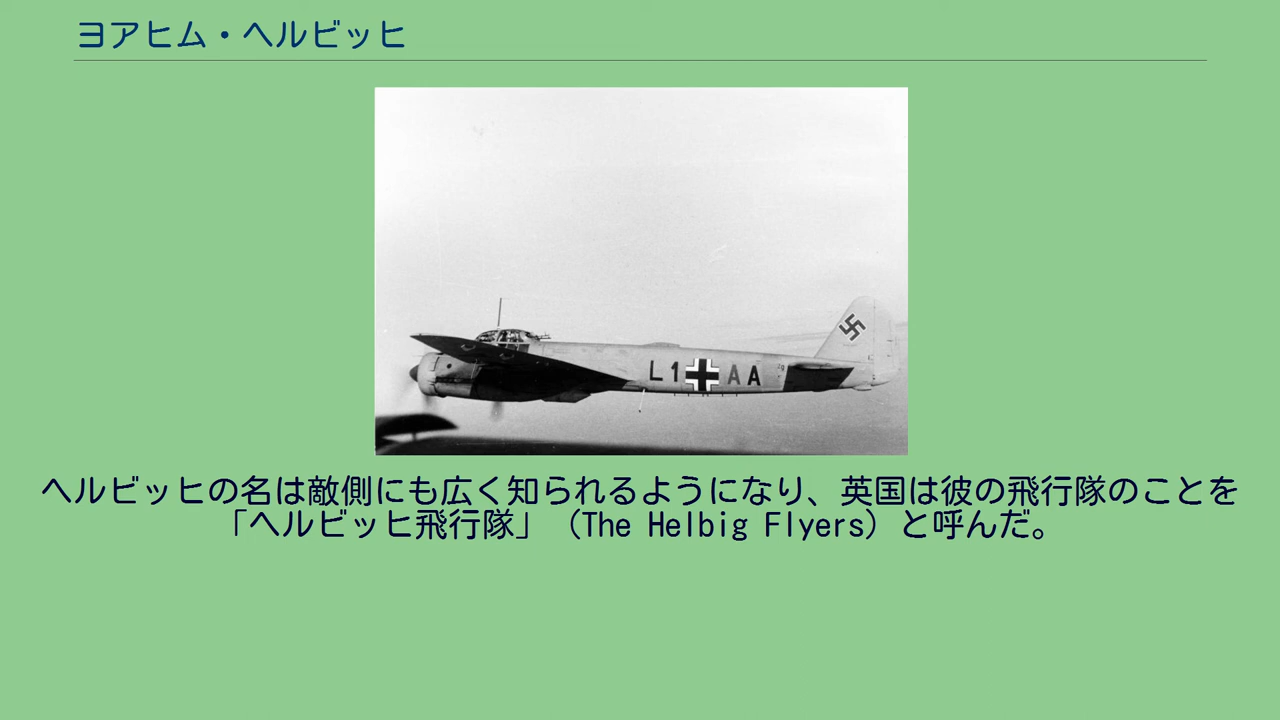 ヨアヒム・ヘルビッヒ
L1 AA
ヘルビッヒの名は敵側にも広く知られるようになり、英国は彼の飛行隊のことを
「ヘルビッヒ飛行隊」（The Helbig Flyers）と呼んだ。